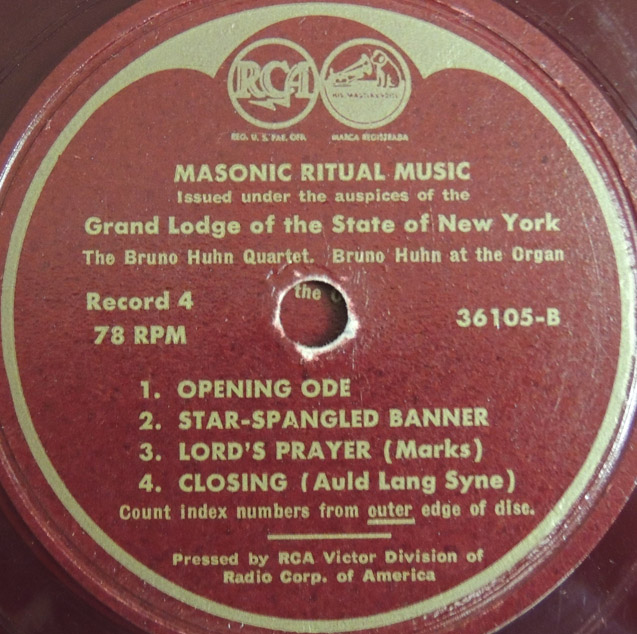 RCA
HIS MASTER'S VOICE
REG. U. S. PAT. OFF. MARCA REGISTRADA
MASONIC RITUAL MUSIC
Issued under the auspices of the
Grand Lodge of the State of New York
The Bruno Huhn Quartet. Bruno Huhn at the Organ
the
Record 4
78 RPM
36105-B
1. OPENING ODE
2. STAR-SPANGLED BANNER
3. LORD'S PRAYER (Marks)
4. CLOSING (Auld Lang Syne)
Count index numbers from outer edge of disc.
Pressed by RCA Victor Division of
Radio Corp. of America